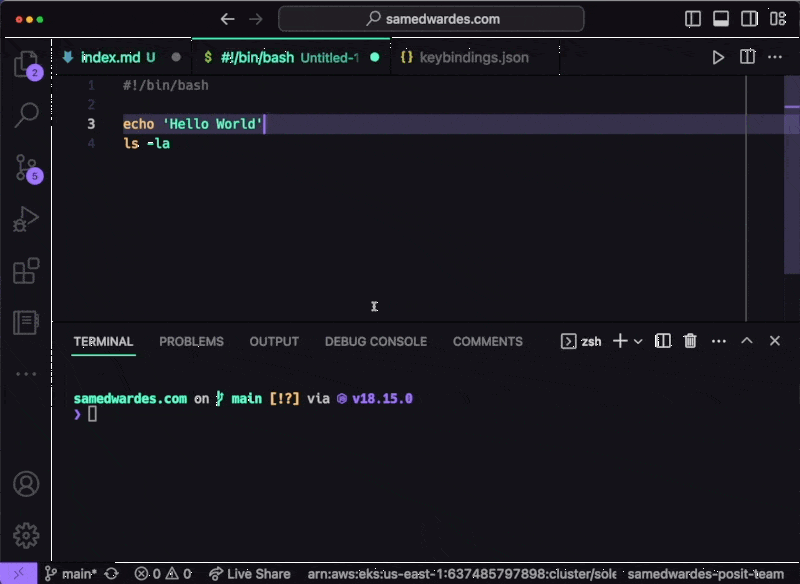 samedwardes.com
index.md U
$ #!/bin/bash Untitled-1
{} keybindings.json
1 #!/bin/bash
2
3 echo 'Hello World'
4 ls -la
2
5
TERMINAL PROBLEMS OUTPUT DEBUG CONSOLE COMMENTS zsh
samedwardes.com on main [!?] via v18.15.0
❯
main* 0 0 Live Share arn:aws:eks:us-east-1:637485797898:cluster/sole samedwardes-posit-team